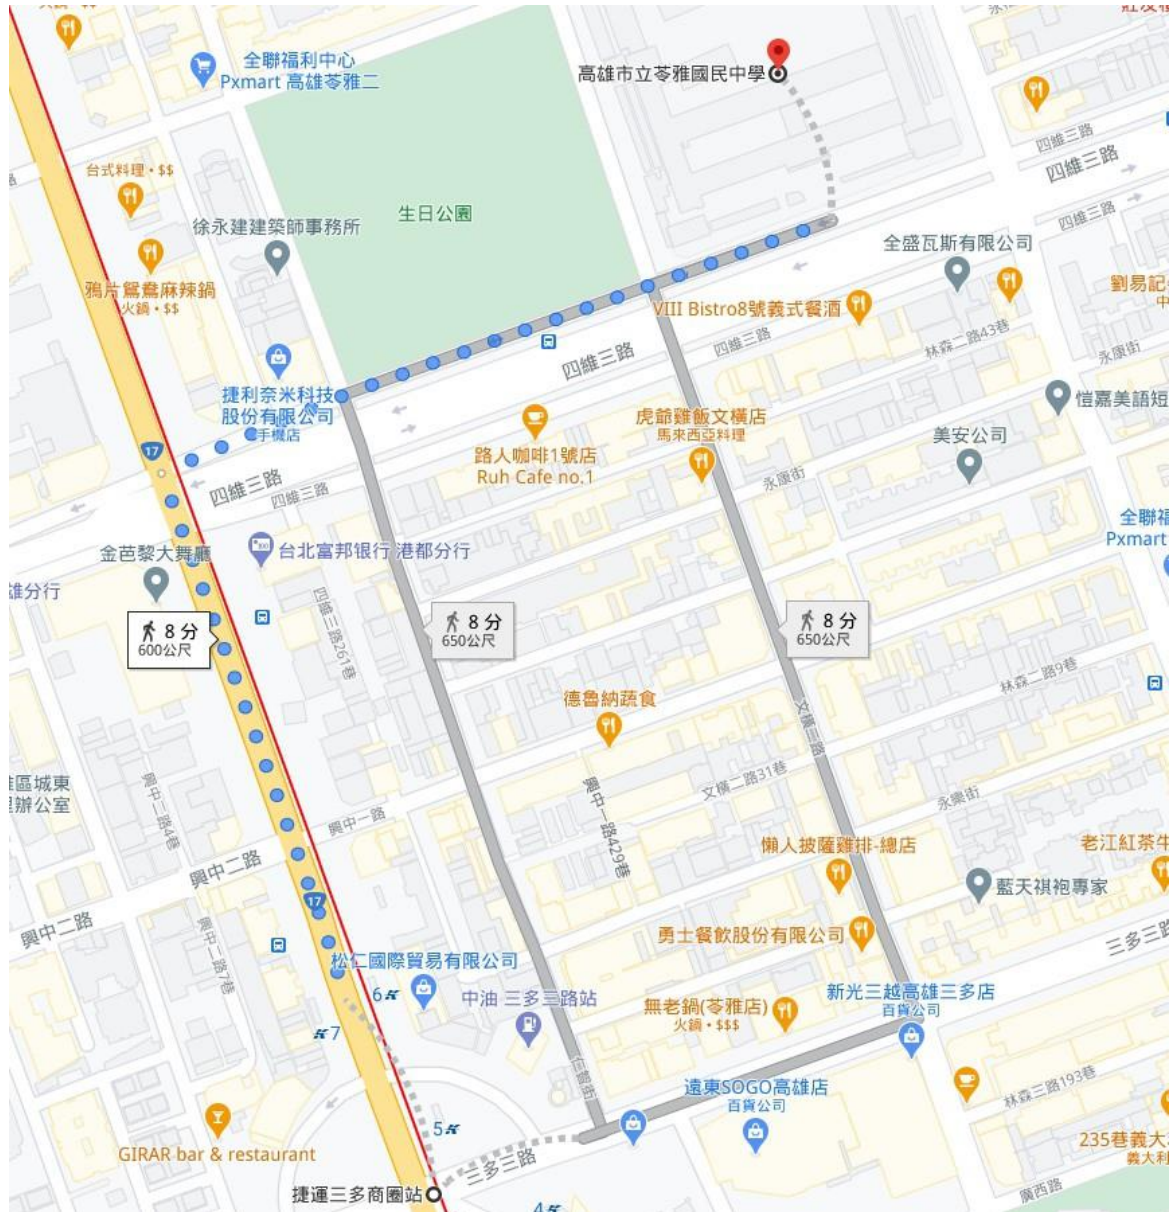 全聯福利中心
Pxmart 高雄苓雅二
高雄市立苓雅國民中學
四維三路
四維三路
台式料理・$$
生日公園
徐永建建築師事務所
四維三路
全盛瓦斯有限公司
鴉片鴛鴦麻辣鍋
火鍋・$$
劉易記
VIII Bistro8號義式餐酒
林森二路43巷
四維三路
永康街
四維三路
捷利奈米科技
股份有限公司
手機店
愷嘉美語短
虎爺雞飯文橫店
馬來西亞料理
17
路人咖啡1號店
Ruh Cafe no.1
美安公司
永康街
四維三路
四維三路
全聯福
Pxmart
金芭黎大舞廳
台北富邦银行 港都分行
雄分行
四維三路261巷
8 分
600公尺
8 分
650公尺
8 分
650公尺
林森二路9巷
德魯納蔬食
文橫三路
區城東
辦公室
興中二路4巷
文橫二路31巷
永樂街
興中一路
興中一路429巷
懶人披薩雞排-總店
老江紅茶牛
興中二路
興中二路
藍天祺袍專家
17
興中二路7巷
勇士餐飲股份有限公司
三多三路
松仁國際貿易有限公司
新光三越高雄三多店
百貨公司
6
中油 三多三路站
無老鍋(苓雅店)
火鍋・$$$
7
仁智街
遠東SOGO高雄店
百貨公司
林森三路193巷
5
GIRAR bar & restaurant
三多三路
235巷義大
義大利
捷運三多商圈站
廣西路
4